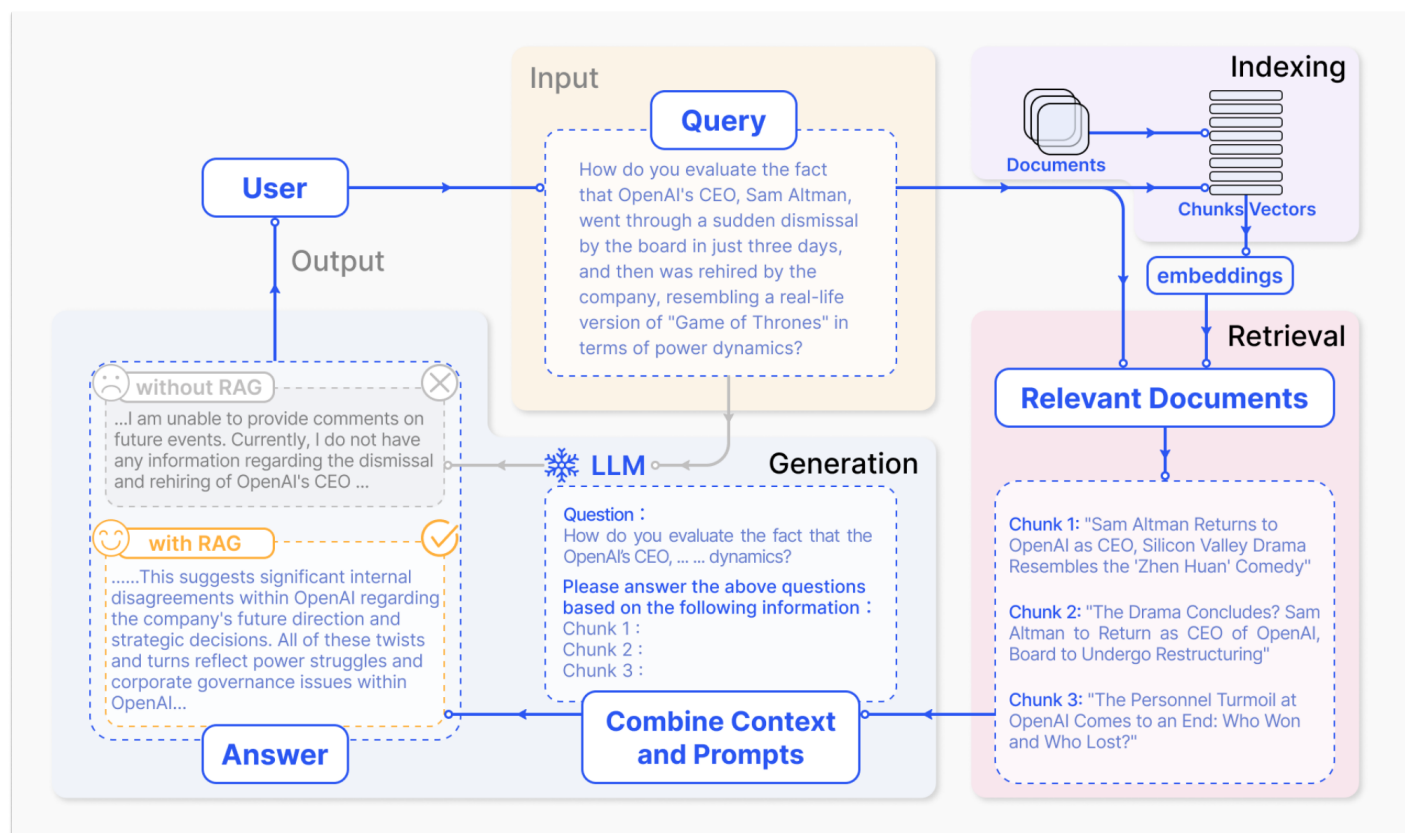 Input
Query
How do you evaluate the fact
that OpenAI's CEO, Sam Altman,
went through a sudden dismissal
by the board in just three days,
and then was rehired by the
company, resembling a real-life
version of "Game of Thrones" in
terms of power dynamics?
Indexing
Documents
Chunks Vectors
embeddings
User
Output
Retrieval
Relevant Documents
Chunk 1: "Sam Altman Returns to
OpenAI as CEO, Silicon Valley Drama
Resembles the 'Zhen Huan' Comedy"
Chunk 2: "The Drama Concludes? Sam
Altman to Return as CEO of OpenAI,
Board to Undergo Restructuring"
Chunk 3: "The Personnel Turmoil at
OpenAI Comes to an End: Who Won
and Who Lost?"
LLM
Generation
Question :
How do you evaluate the fact that the
OpenAI's CEO, ... ... dynamics?
Please answer the above questions
based on the following information :
Chunk 1 :
Chunk 2 :
Chunk 3 :
Combine Context
and Prompts
without RAG
...I am unable to provide comments on
future events. Currently, I do not have
any information regarding the dismissal
and rehiring of OpenAI's CEO ...
with RAG
......This suggests significant internal
disagreements within OpenAI regarding
the company's future direction and
strategic decisions. All of these twists
and turns reflect power struggles and
corporate governance issues within
OpenAI...
Answer